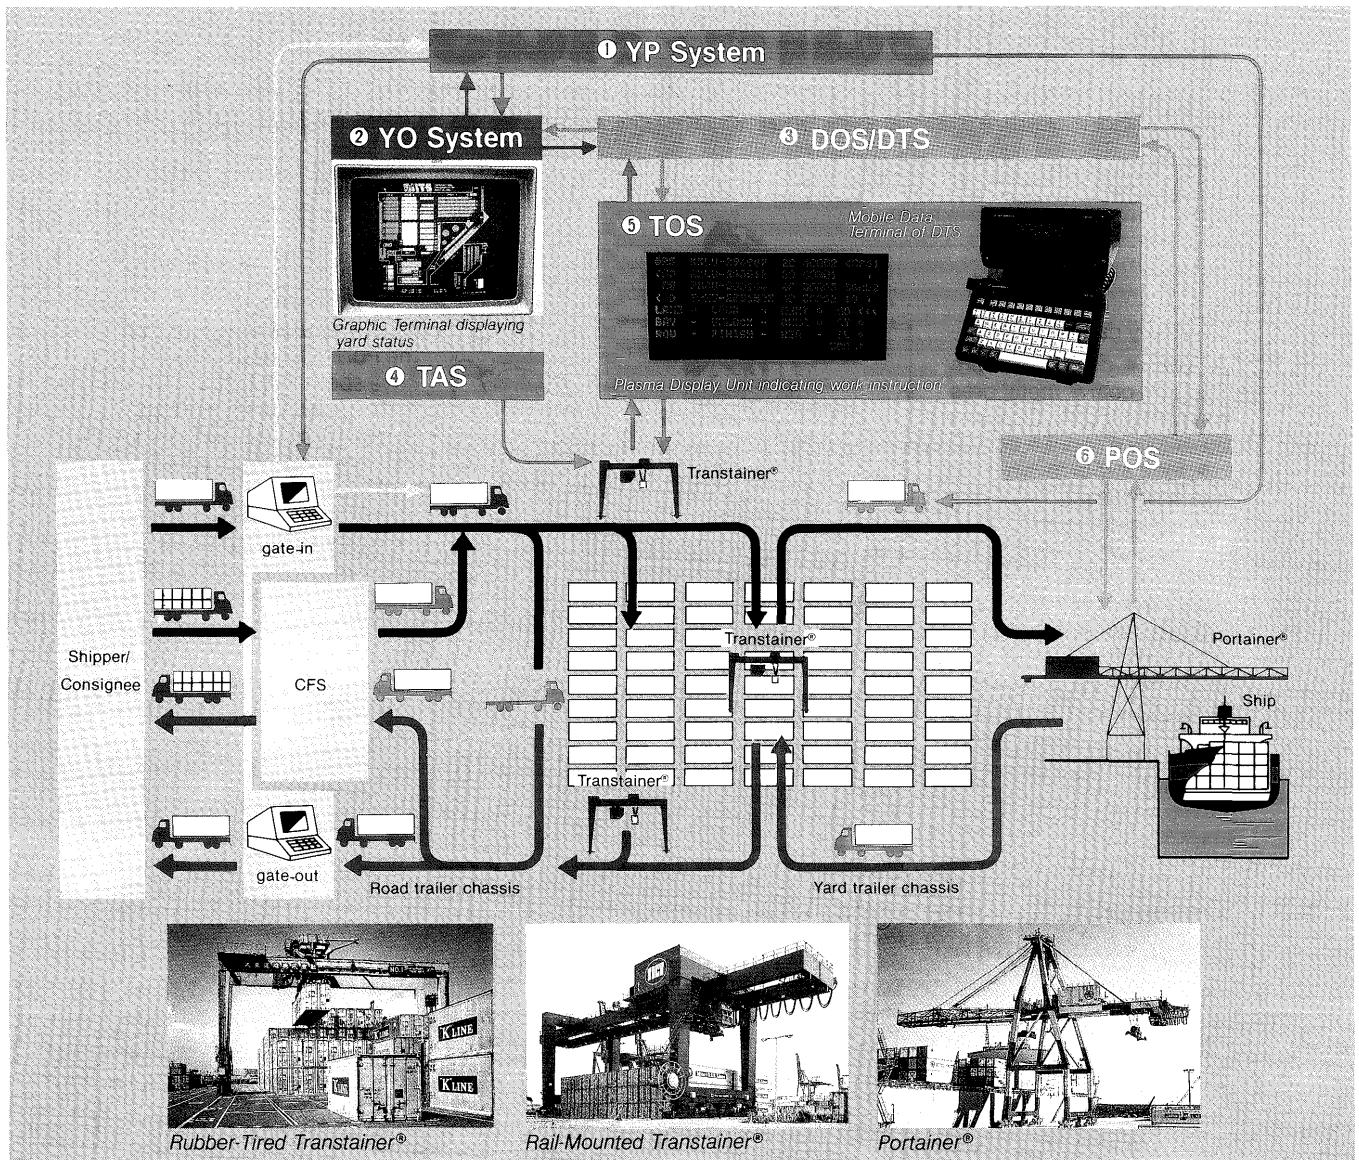 ❶ YP System
❷ YO System
❸ DOS/DTS
ITS
Graphic Terminal displaying
yard status
❹ TAS
❺ TOS
Mobile Data
Terminal of DTS
Plasma Display Unit indicating work instruction
❻ POS
Transtainer®
gate-in
Shipper/
Consignee
CFS
Transtainer®
Portainer®
Ship
Transtainer®
gate-out
Road trailer chassis
Yard trailer chassis
K LINE
K LINE
Rubber-Tired Transtainer®
Rail-Mounted Transtainer®
Portainer®